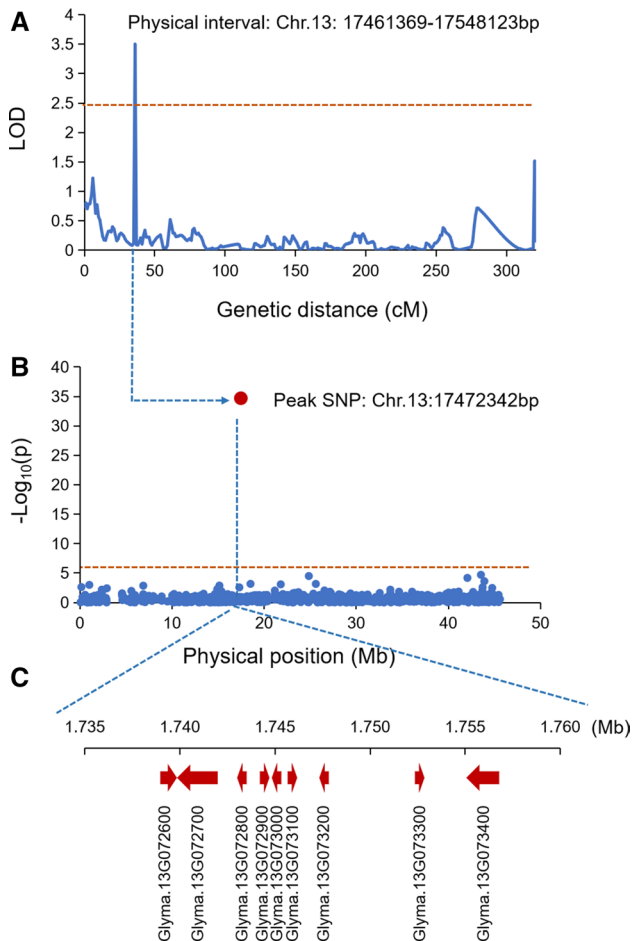 A
Physical interval: Chr.13: 17461369-17548123bp
LOD
4
3.5
3
2.5
2
1.5
1
0.5
0
0 50 100 150 200 250 300
Genetic distance (cM)
B
Peak SNP: Chr.13:17472342bp
-Log10(p)
40
35
30
25
20
15
10
5
0
0 10 20 30 40 50
Physical position (Mb)
C
1.735 1.740 1.745 1.750 1.755 1.760 (Mb)
Glyma.13G072600
Glyma.13G072700
Glyma.13G072800
Glyma.13G072900
Glyma.13G073000
Glyma.13G073100
Glyma.13G073200
Glyma.13G073300
Glyma.13G073400